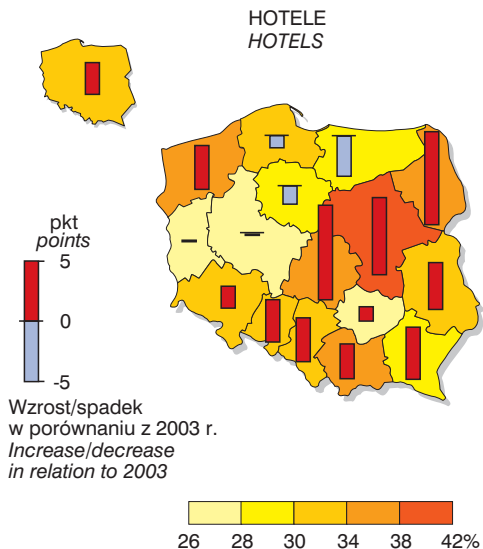 HOTELE
HOTELS
pkt
points
5
0
-5
Wzrost/spadek
w porównaniu z 2003 r.
Increase/decrease
in relation to 2003
26 28 30 34 38 42%